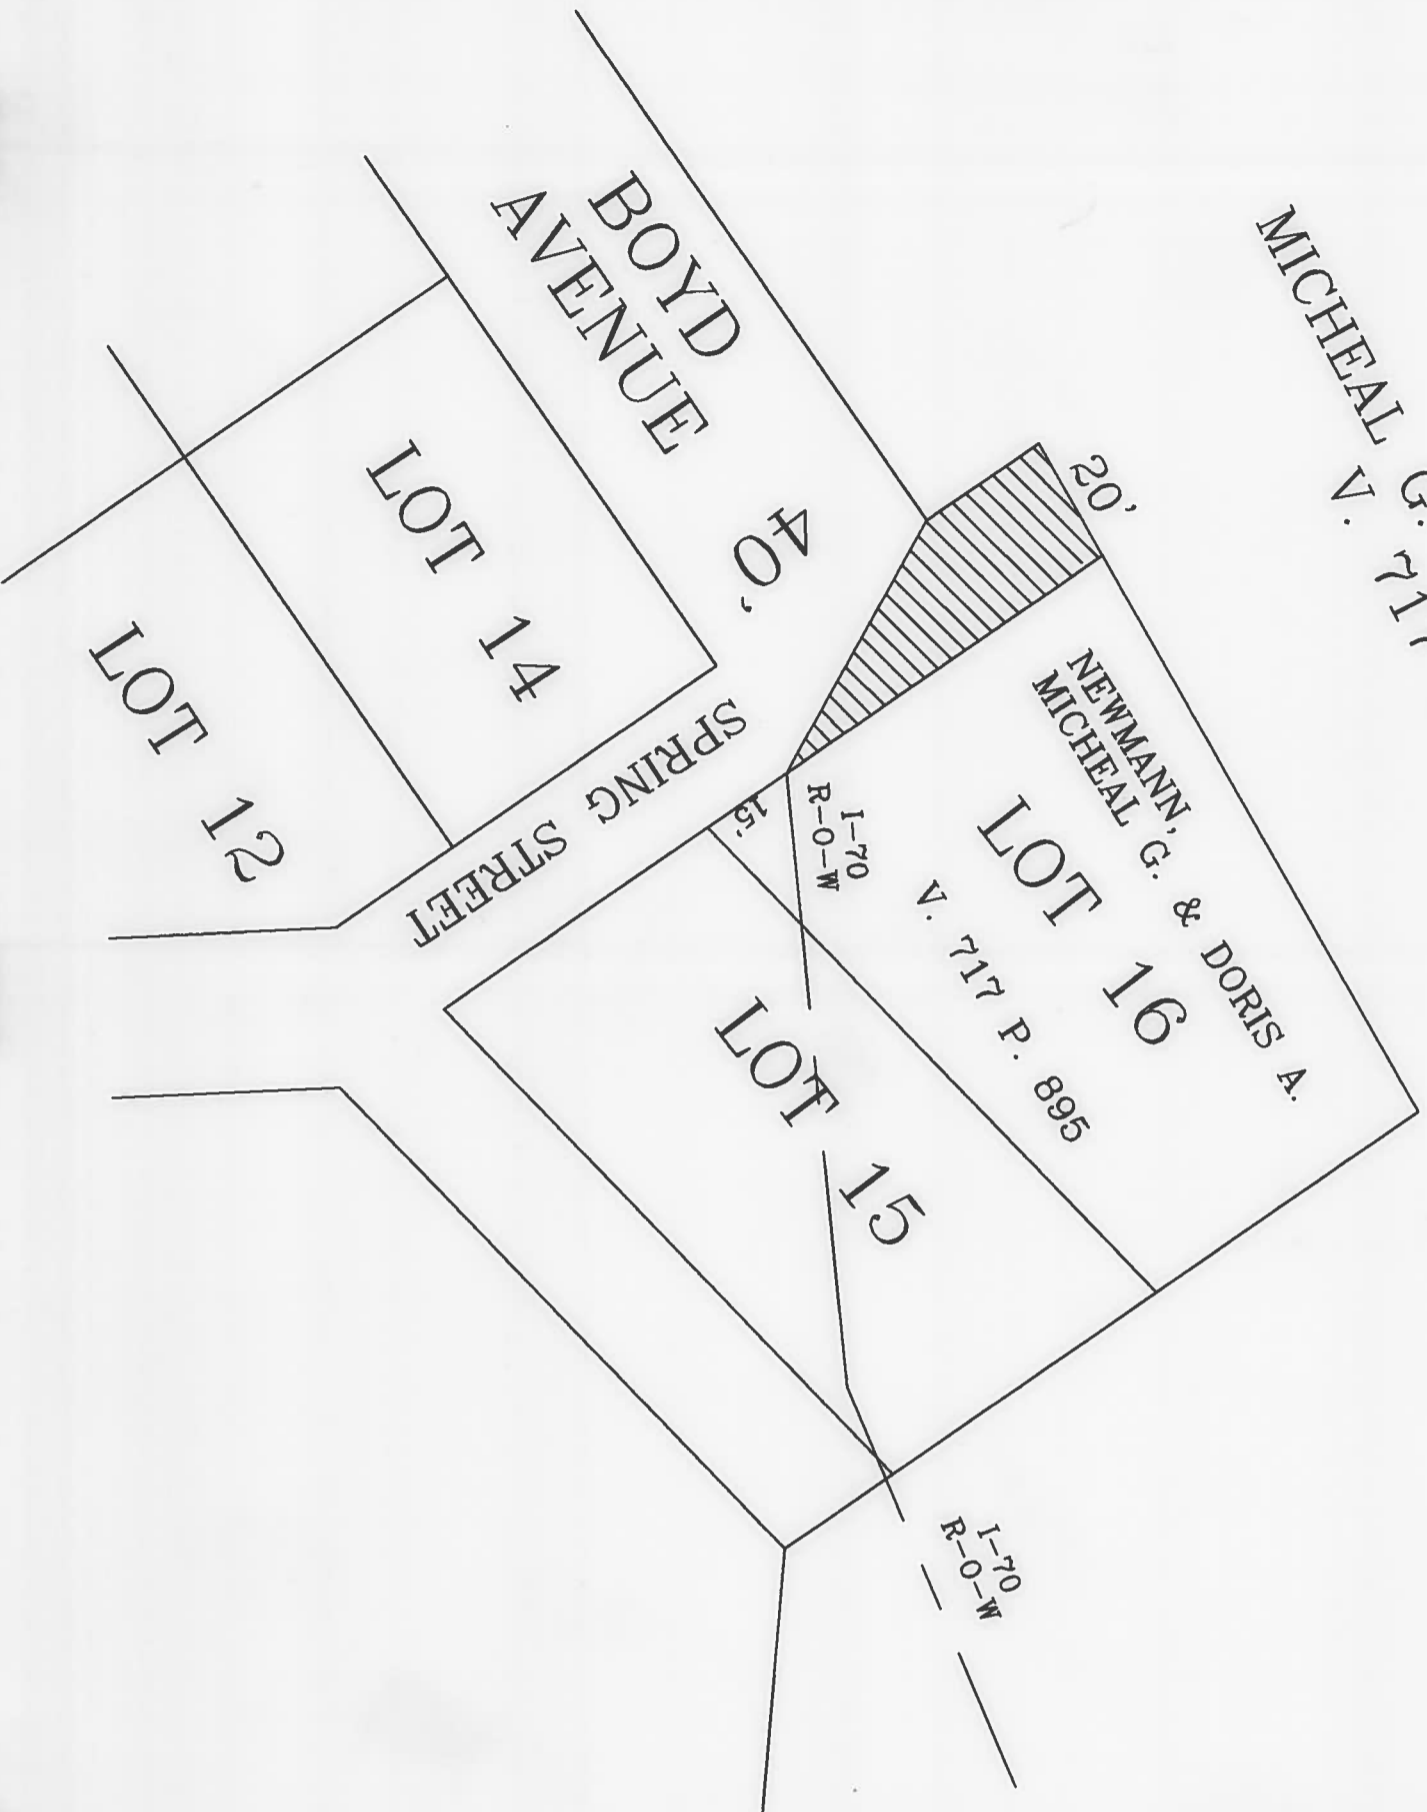 BOYD
AVENUE
40'
MICHEAL G.
V. 717
20'
LOT 14
LOT 12
SPRING STREET
15'
I-70
R-O-W
NEWMANN,
MICHEAL G. & DORIS A.
LOT 16
V. 717 P. 895
LOT 15
I-70
R-O-W